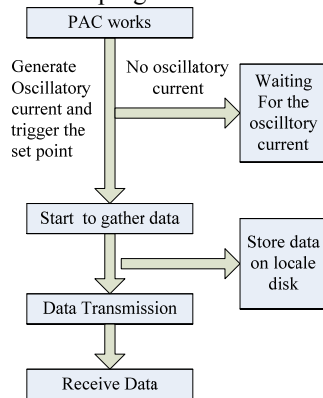 PAC works
Generate
Oscillatory
current and
trigger the
set point
No oscillatory
current
Waiting
For the
oscilltory
current
Start to gather data
Store data
on locale
disk
Data Transmission
Receive Data